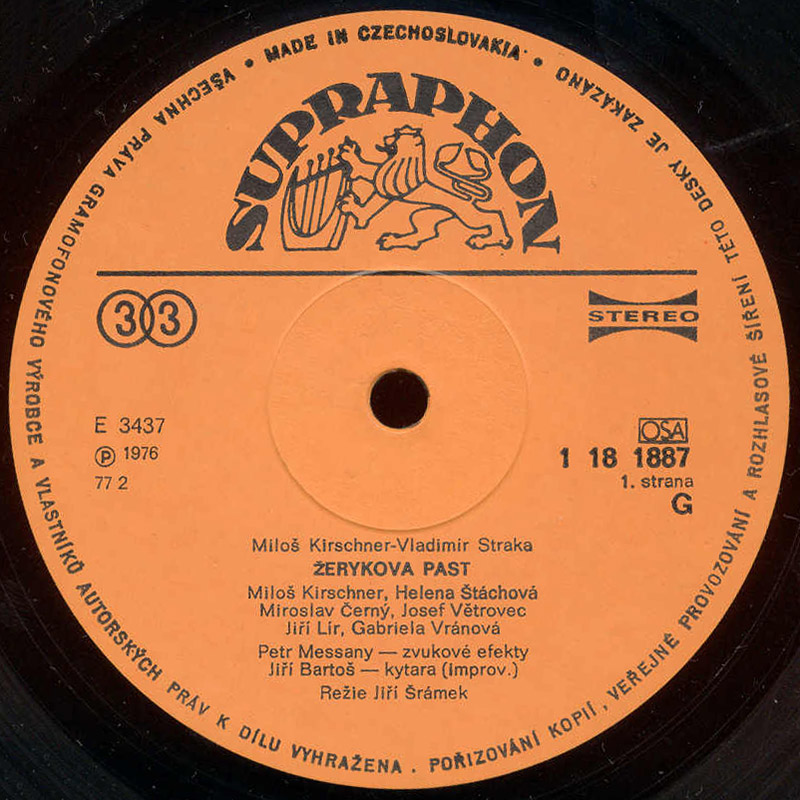 VŠECHNA PRÁVA GRAMOFONOVÉHO VÝROBCE A VLASTNÍKŮ AUTORSKÝCH PRÁV K DÍLU VYHRAŽENA . POŘIZOVÁNÍ KOPIÍ, VEŘEJNÉ PROVOZOVÁNÍ A ROZHLASOVÉ ŠÍŘENÍ TÉTO DESKY JE ZAKÁZÁNO
• MADE IN CZECHOSLOVAKIA •
SUPRAPHON
33
STEREO
E 3437
℗ 1976
77 2
OSA
1 18 1887
1. strana
G
Miloš Kirschner-Vladimír Straka
ŽERYKOVA PAST
Miloš Kirschner, Helena Štáchová
Miroslav Černý, Josef Větrovec
Jiří Lír, Gabriela Vránová
Petr Messany — zvukové efekty
Jiří Bartoš — kytara (improv.)
Režie Jiří Šrámek